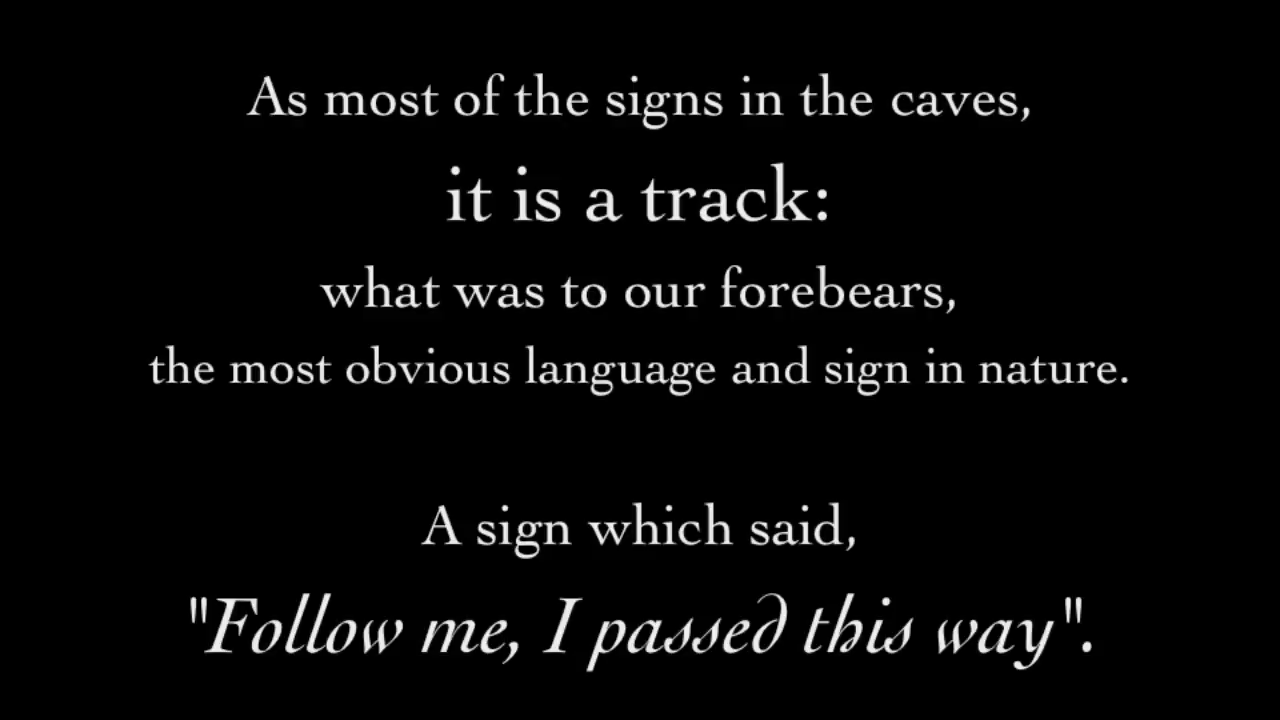 As most of the signs in the caves,
it is a track:
what was to our forebears,
the most obvious language and sign in nature.
A sign which said,
"Follow me, I passed this way".